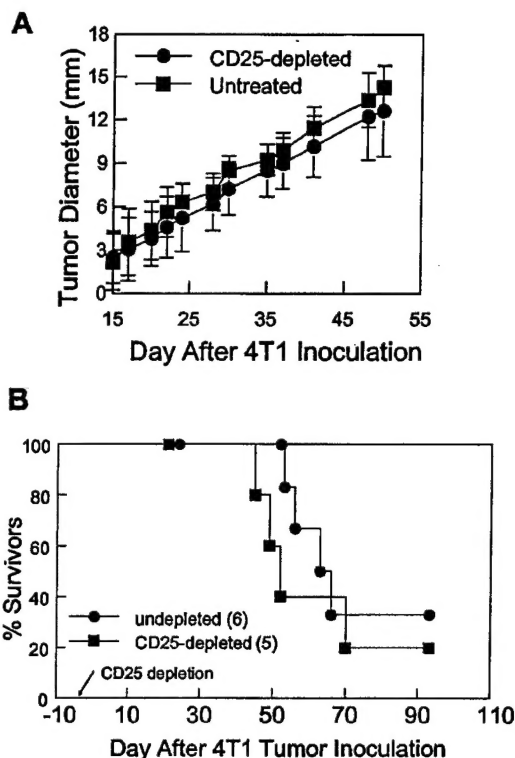 A
18
15
12
9
6
3
0
Tumor Diameter (mm)
CD25-depleted
Untreated
15 25 35 45 55
Day After 4T1 Inoculation
B
100
80
60
40
20
0
% Survivors
undepleted (6)
CD25-depleted (5)
CD25 depletion
-10 10 30 50 70 90 110
Day After 4T1 Tumor Inoculation